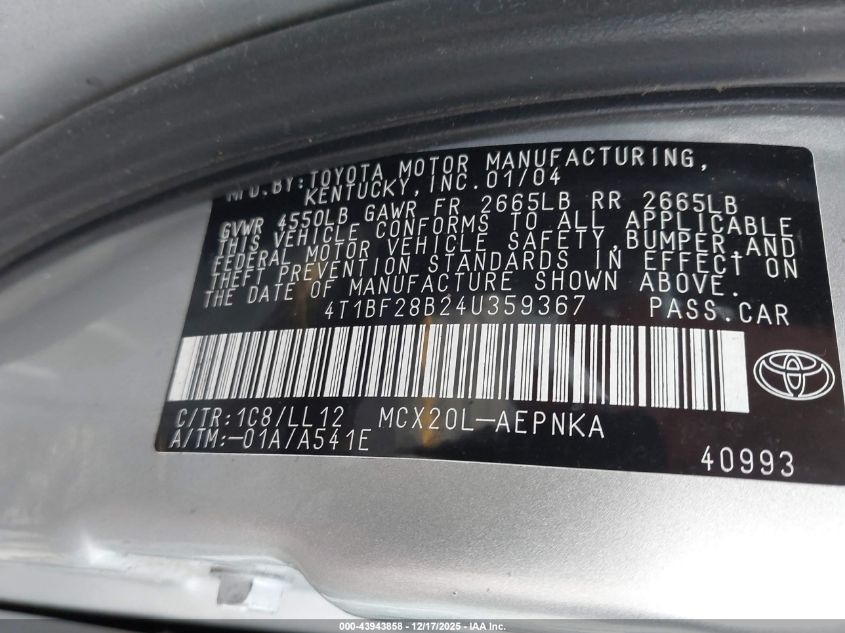 MFD.BY:TOYOTA MOTOR MANUFACTURING,
KENTUCKY,INC.01/04
GVWR 4550LB GAWR FR 2665LB RR 2665LB
THIS VEHICLE CONFORMS TO ALL APPLICABLE
FEDERAL MOTOR VEHICLE SAFETY,BUMPER,AND
THEFT PREVENTION STANDARDS IN EFFECT ON
THE DATE OF MANUFACTURE SHOWN ABOVE.
4T1BF28B24U359367 PASS.CAR
C/TR:1C8/LL12 MCX20L-AEPNKA
A/TM:-01A/A541E
40993
000-43943858 - 12/17/2025 - IAA Inc.